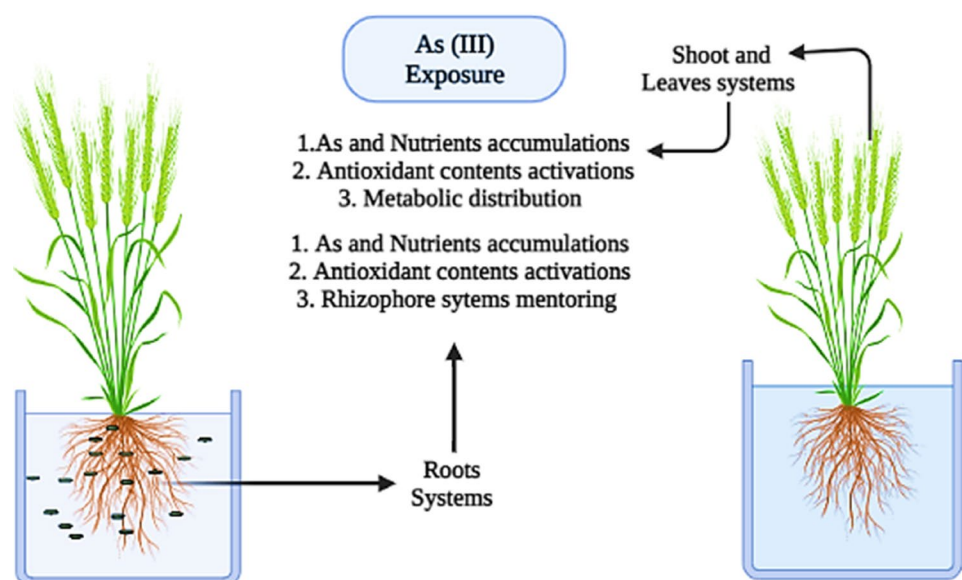 As (III)
Exposure
Shoot and
Leaves systems
1.As and Nutrients accumulations
2. Antioxidant contents activations
3. Metabolic distribution
1. As and Nutrients accumulations
2. Antioxidant contents activations
3. Rhizophore sytems mentoring
Roots
Systems